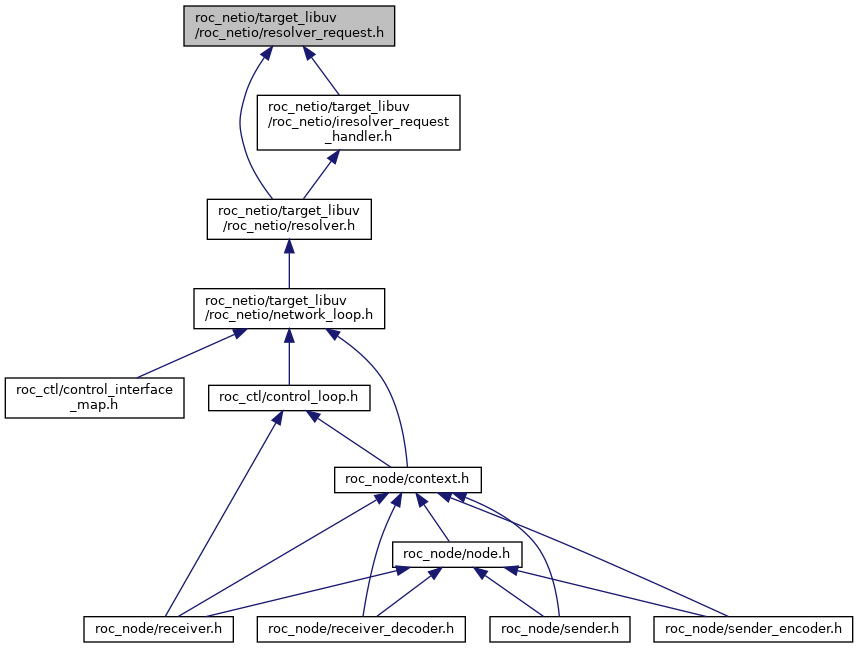 roc_netio/target_libuv
/roc_netio/resolver_request.h
roc_netio/target_libuv
/roc_netio/iresolver_request
_handler.h
roc_netio/target_libuv
/roc_netio/resolver.h
roc_netio/target_libuv
/roc_netio/network_loop.h
roc_ctl/control_interface
_map.h
roc_ctl/control_loop.h
roc_node/context.h
roc_node/node.h
roc_node/receiver.h
roc_node/receiver_decoder.h
roc_node/sender.h
roc_node/sender_encoder.h